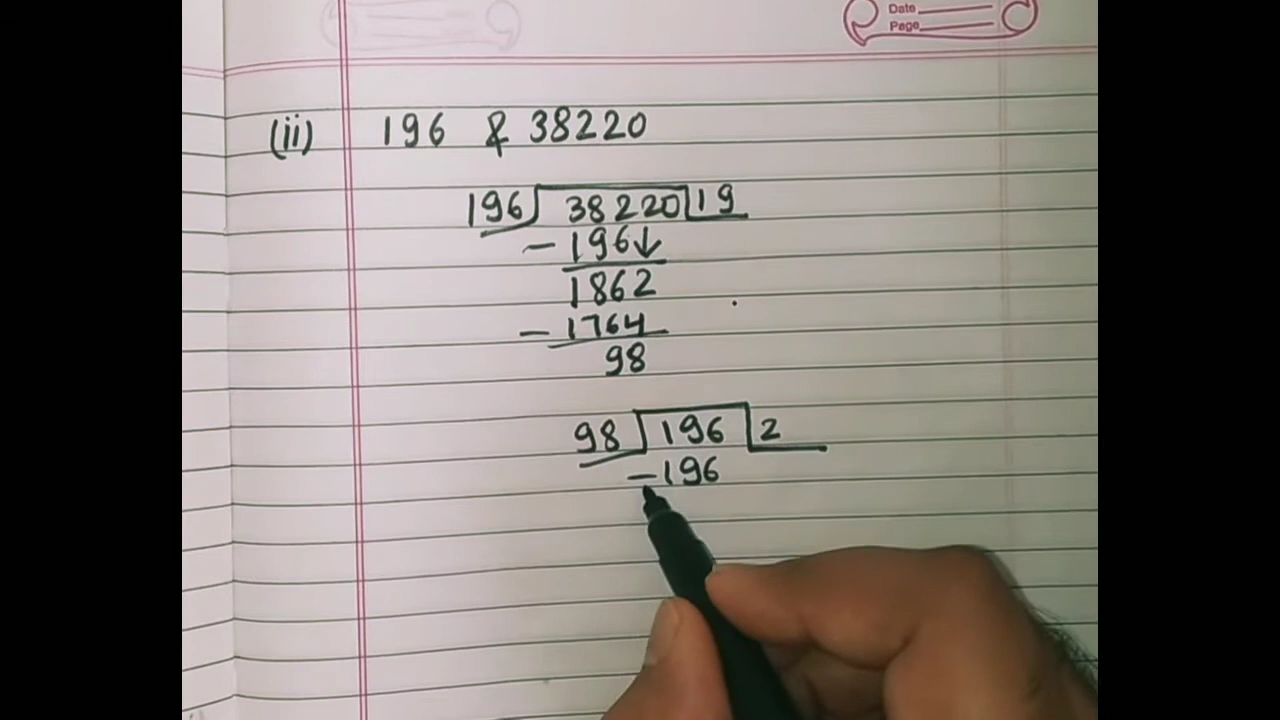 Date
Page
(ii) 196 & 38220
196 38220 19
- 196↓
1862
- 1764
98
98 196 2
-196